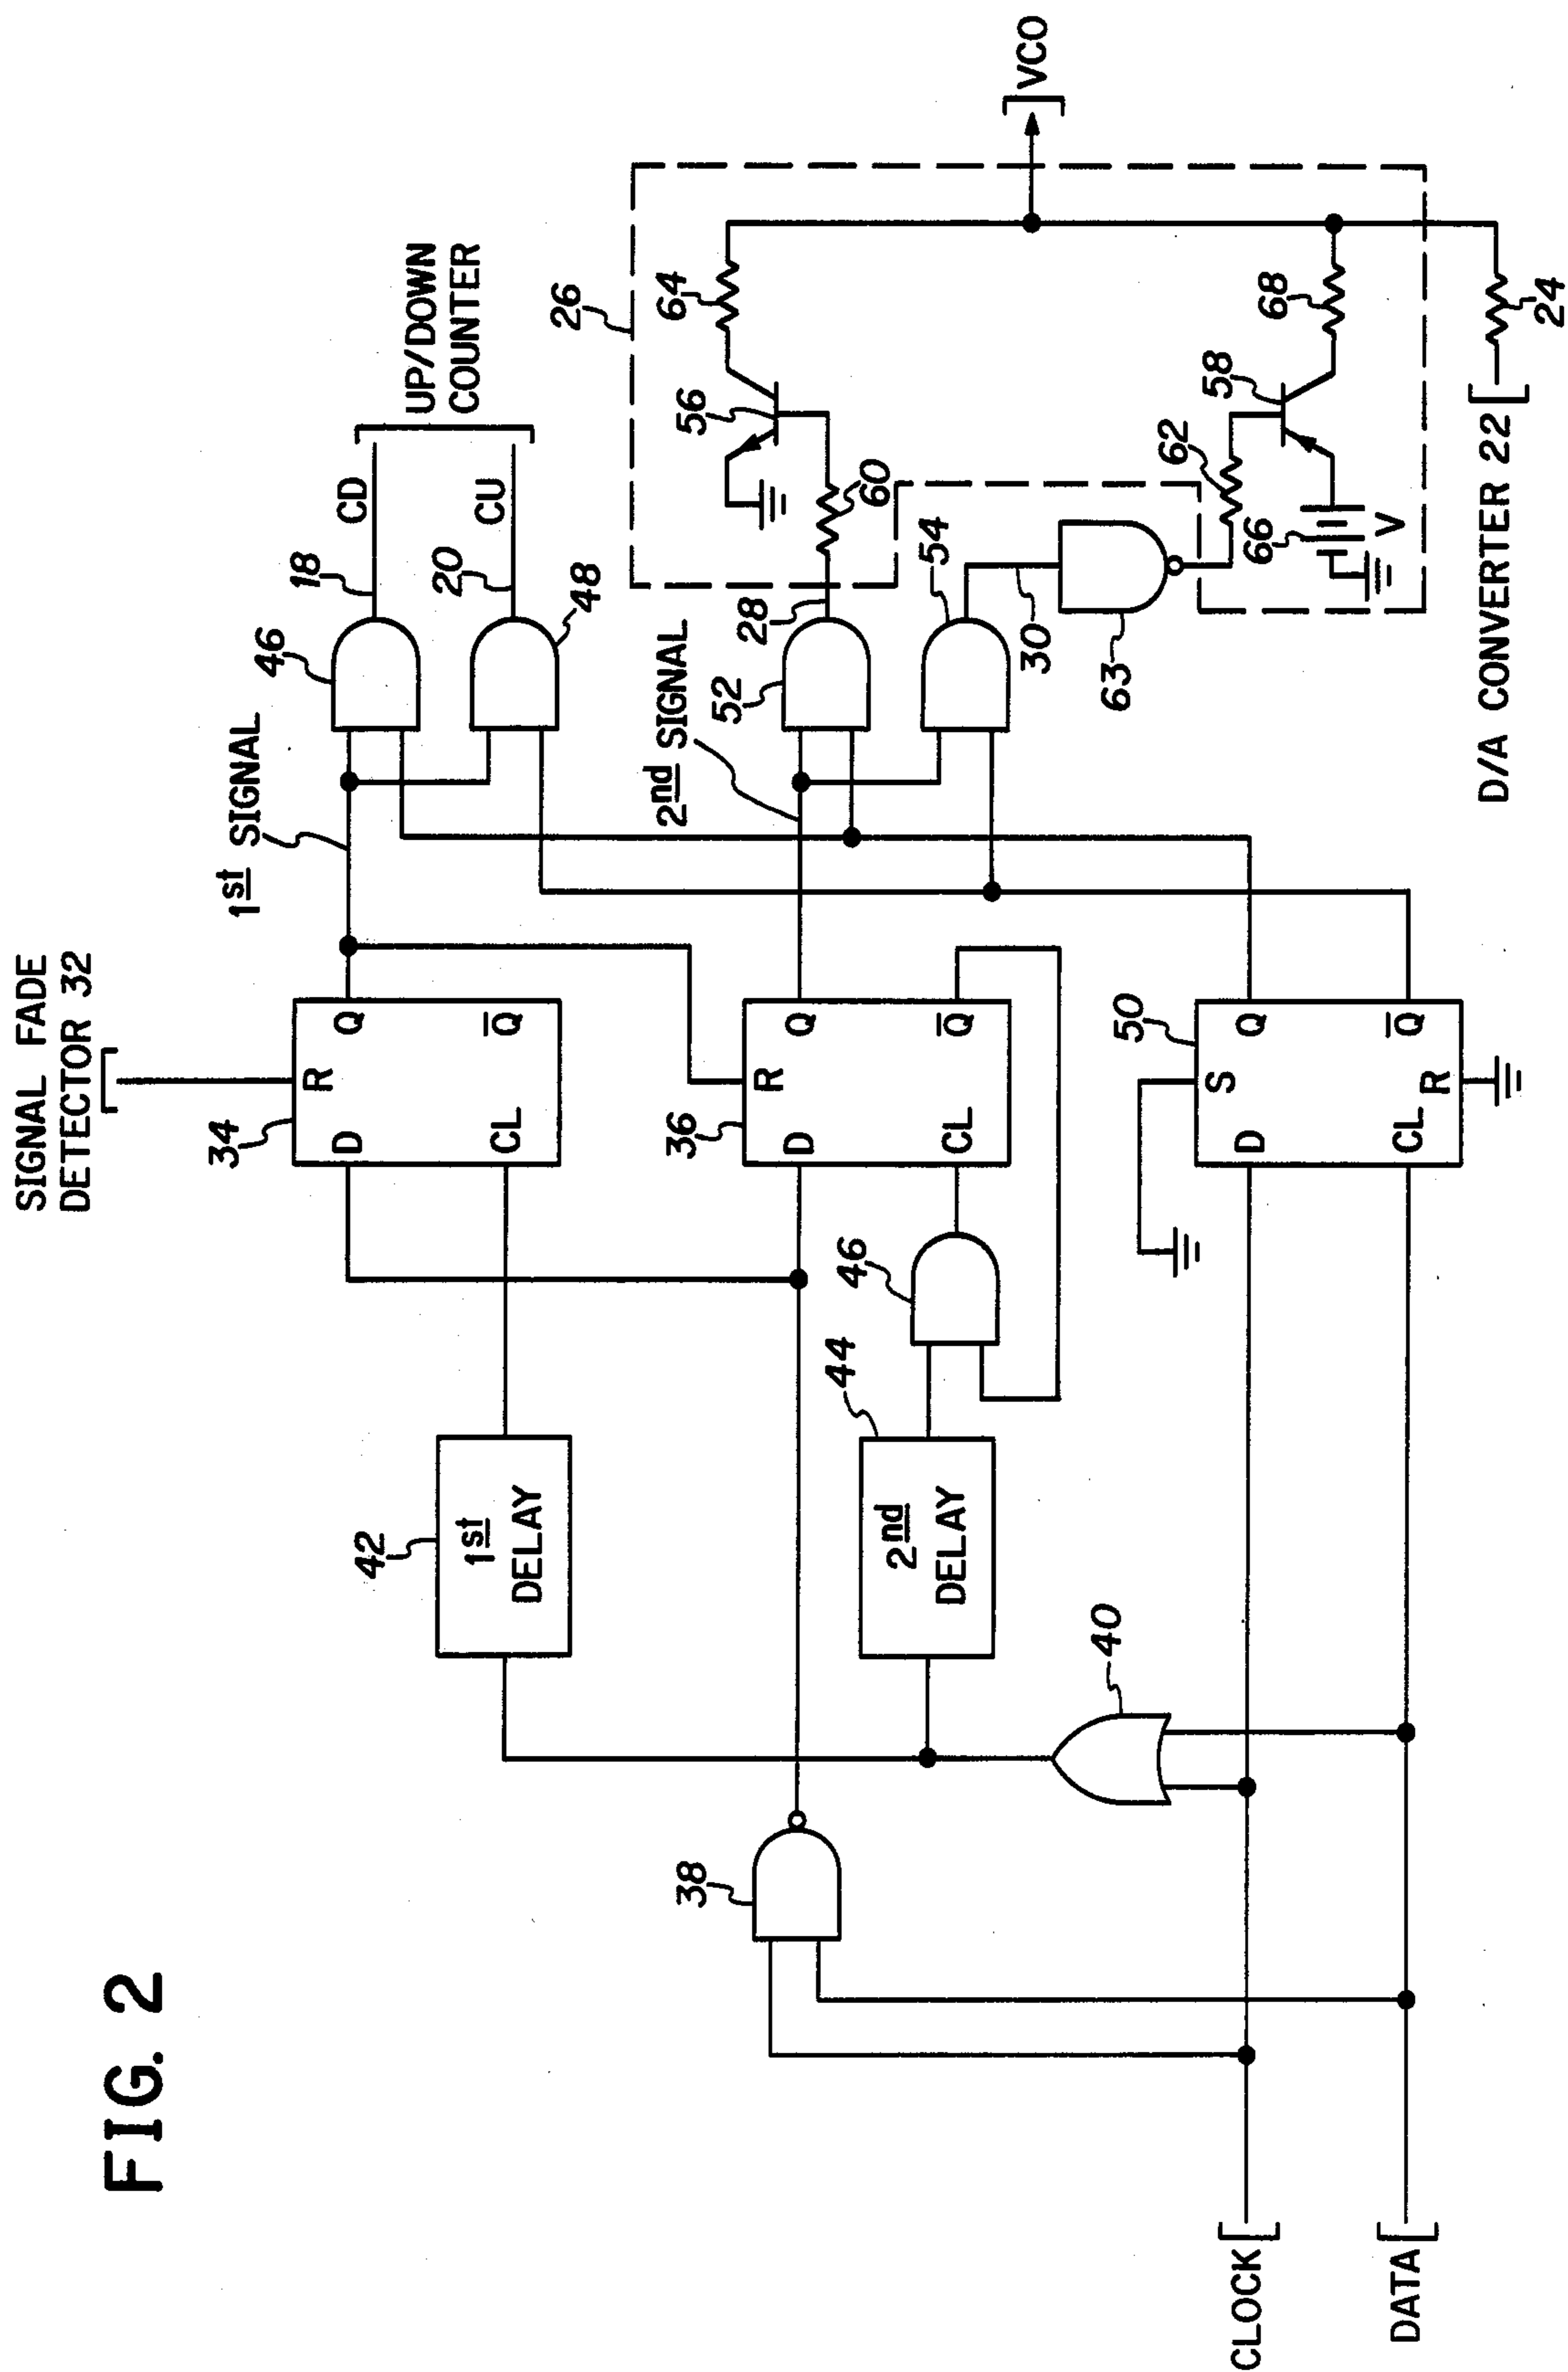 FIG. 2
SIGNAL FADE
DETECTOR 32
1st SIGNAL
UP/DOWN
COUNTER
34
D
R
Q
CL
Q̅
42
1st
DELAY
46
18
CD
20
CU
48
2nd SIGNAL
38
36
D
R
Q
CL
Q̅
44
2nd
DELAY
46
52
28
54
30
63
26
64
56
60
62
58
66
V
68
VCO
40
50
S
D
Q
CL
R
Q̅
CLOCK
DATA
D/A CONVERTER 22
24